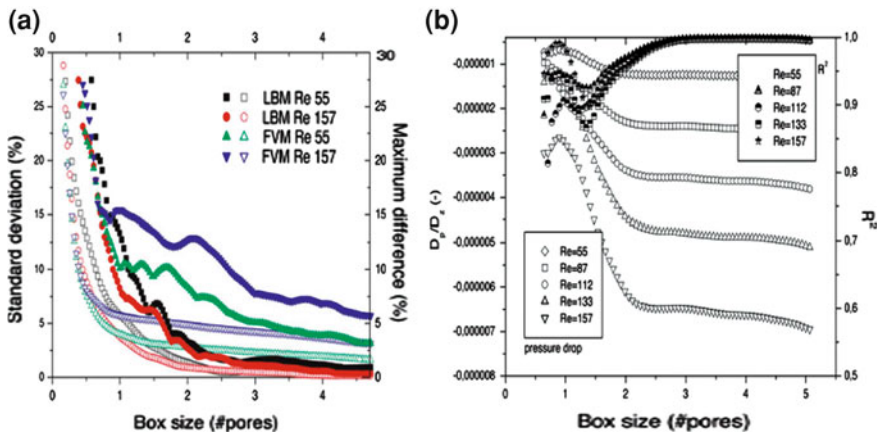 (a)
0 1 2 3 4
30
25
20
15
10
5
0
Standard deviation (%)
LBM Re 55
LBM Re 157
FVM Re 55
FVM Re 157
30
25
20
15
10
5
0
Maximum difference (%)
0 1 2 3 4
Box size (#pores)
(b)
-0,000001
-0,000002
-0,000003
-0,000004
-0,000005
-0,000006
-0,000007
-0,000008
R²
Re=55
Re=87
Re=112
Re=133
Re=157
Re=55
Re=87
Re=112
Re=133
Re=157
pressure drop
1,0
0,9
0,8
0,7
0,6
0,5
R²
0 1 2 3 4 5
Box size (#pores)